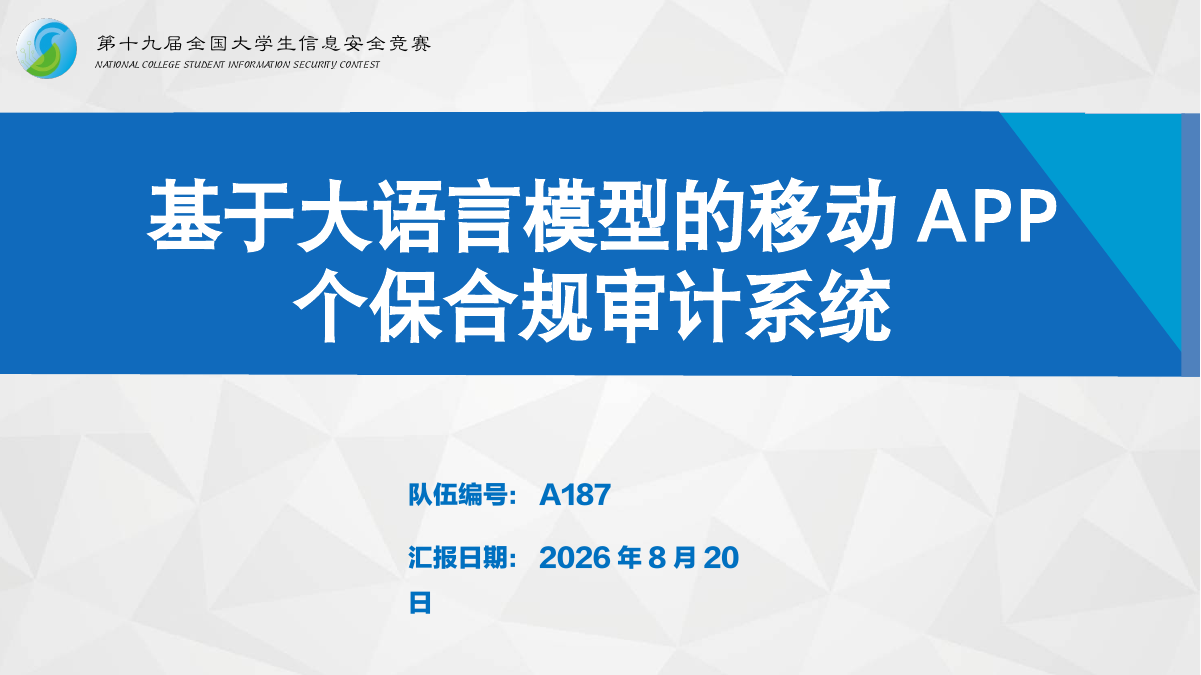 第十九届全国大学生信息安全竞赛
NATIONAL COLLEGE STUDENT INFORMATION SECURITY CONTEST
基于大语言模型的移动 APP
个保合规审计系统
队伍编号： A187
汇报日期： 2026 年 8 月 20
日